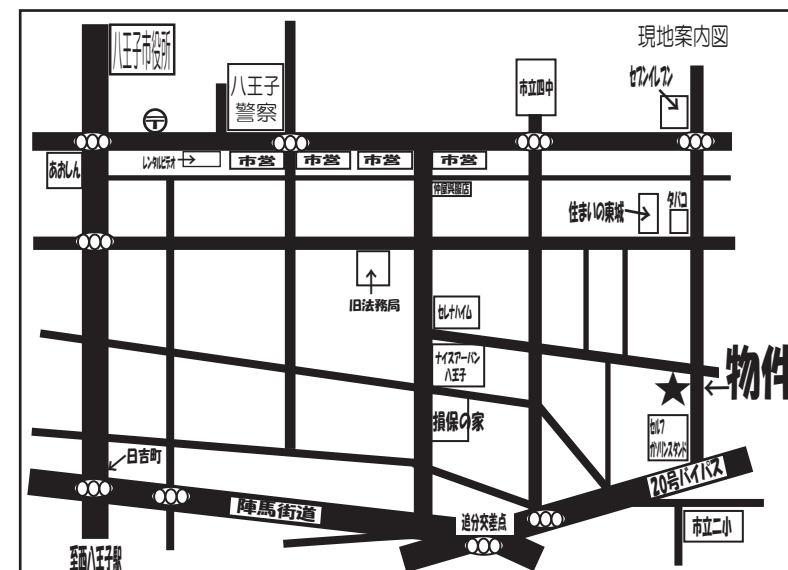 現地案内図
八王子市役所
八王子
警察
市立四中
セブンイレブン
〒
あおしん
レンタルビデオ
市営
市営
市営
市営
仲屋呉服店
住まいの東城
タバコ
旧法務局
セレナハイム
ナイスアーバン
八王子
物件
損保の家
セルフ
ガソリンスタンド
日吉町
陣馬街道
追分交差点
20号バイパス
市立二小
至西八王子駅